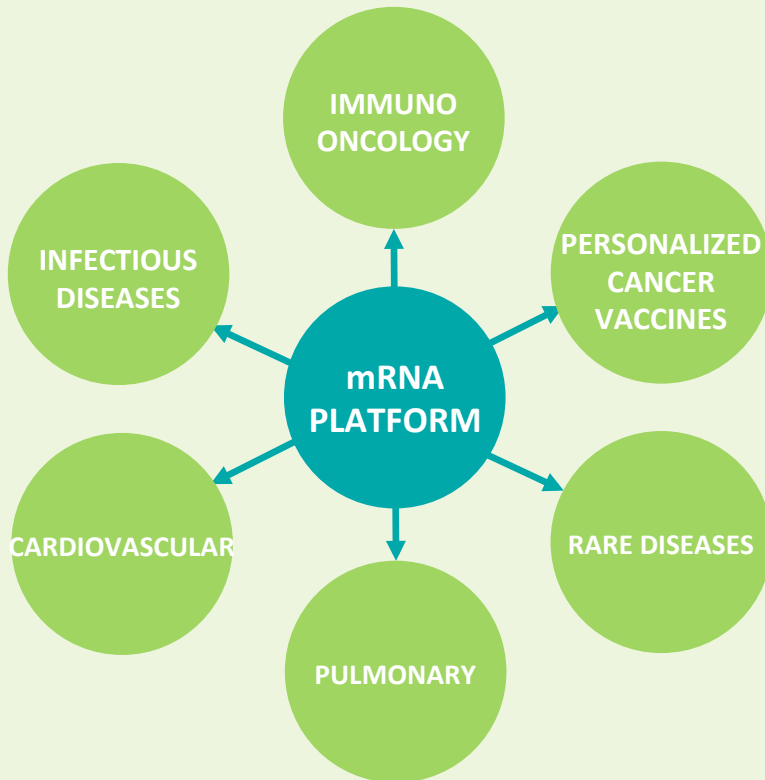 IMMUNO
ONCOLOGY
INFECTIOUS
DISEASES
PERSONALIZED
CANCER
VACCINES
mRNA
PLATFORM
CARDIOVASCULAR
RARE DISEASES
PULMONARY